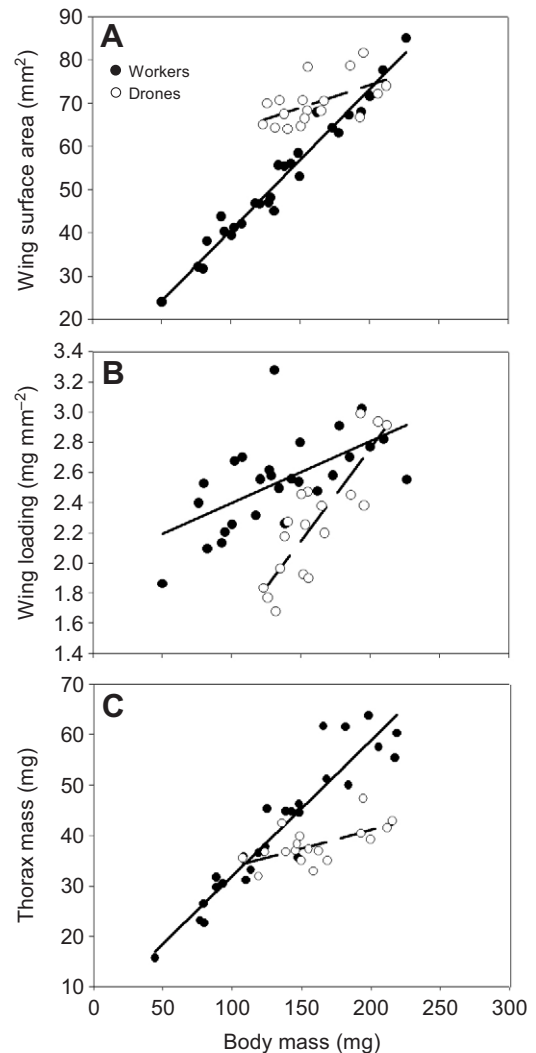 A
Workers
Drones
Wing surface area (mm²)
90
80
70
60
50
40
30
20
B
Wing loading (mg mm⁻²)
3.4
3.2
3.0
2.8
2.6
2.4
2.2
2.0
1.8
1.6
1.4
C
Thorax mass (mg)
70
60
50
40
30
20
10
0 50 100 150 200 250 300
Body mass (mg)